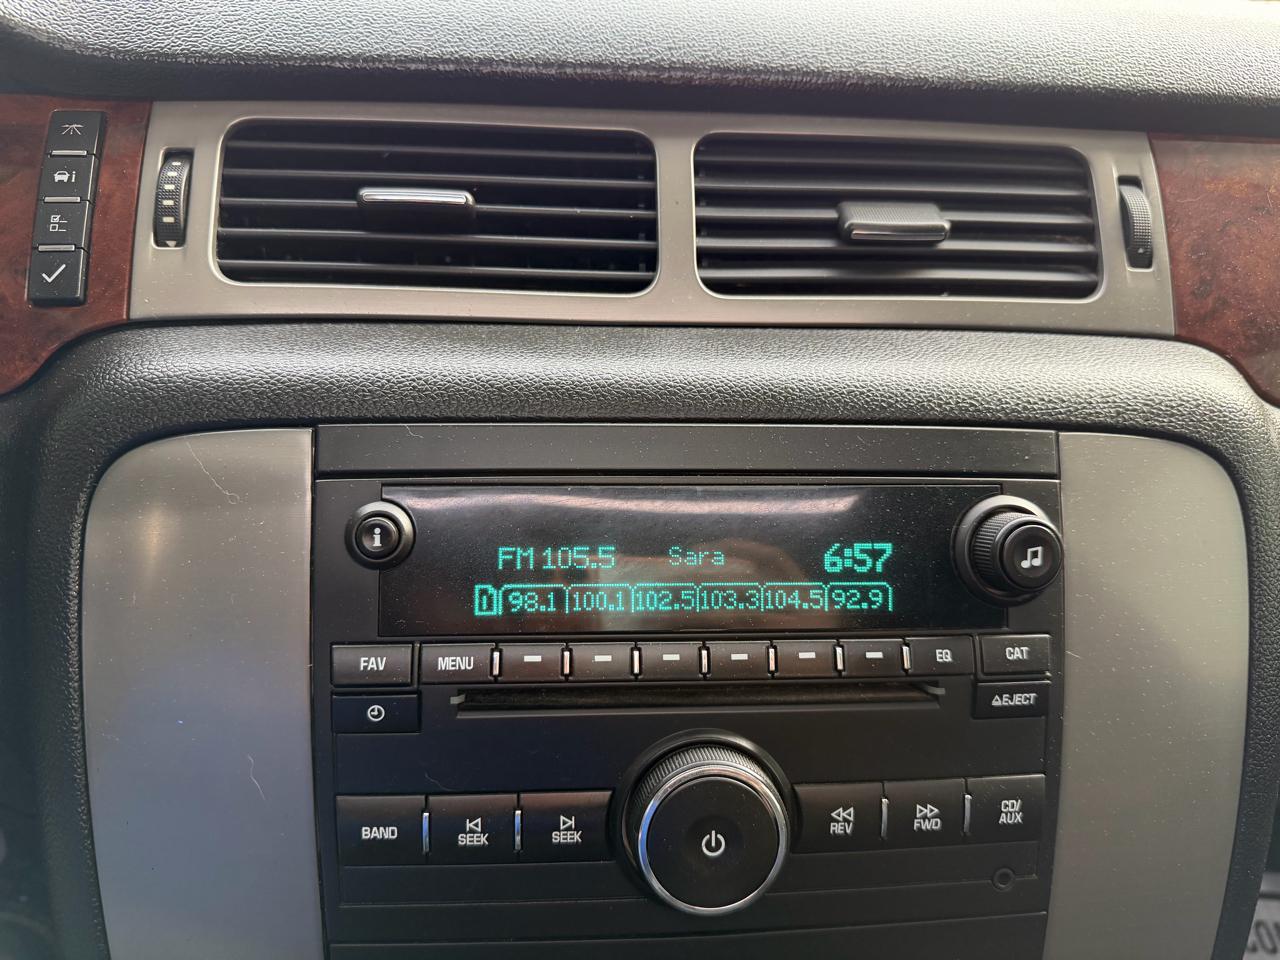 i
FM 105.5 Sara 6:57
1 98.1 100.1 102.5 103.3 104.5 92.9
FAV MENU EQ CAT
EJECT
BAND SEEK SEEK REV FWD CD/
AUX